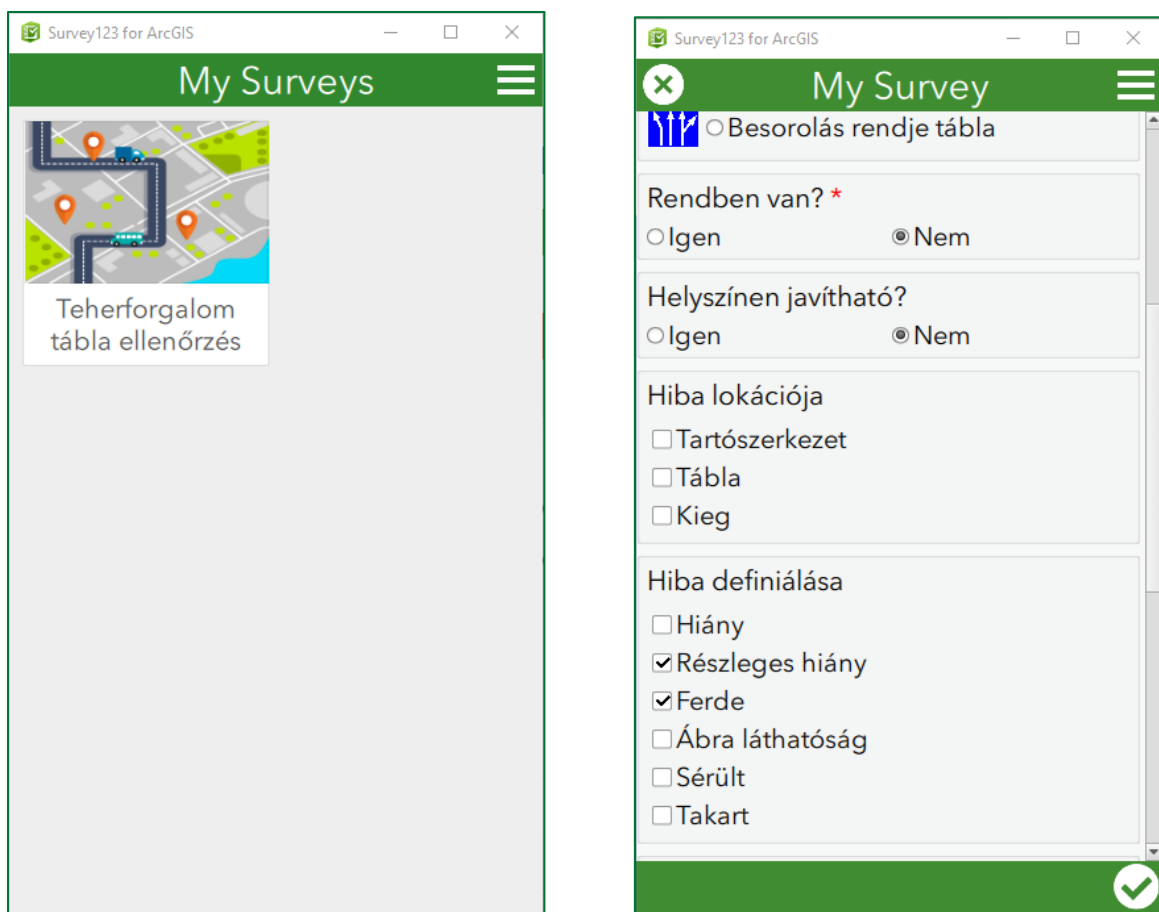 Survey123 for ArcGIS
My Surveys
Teherforgalom
tábla ellenőrzés
Survey123 for ArcGIS
My Survey
Besorolás rendje tábla
Rendben van? *
Igen
Nem
Helyszínen javítható?
Igen
Nem
Hiba lokációja
Tartószerkezet
Tábla
Kieg
Hiba definiálása
Hiány
Részleges hiány
Ferde
Ábra láthatóság
Sérült
Takart